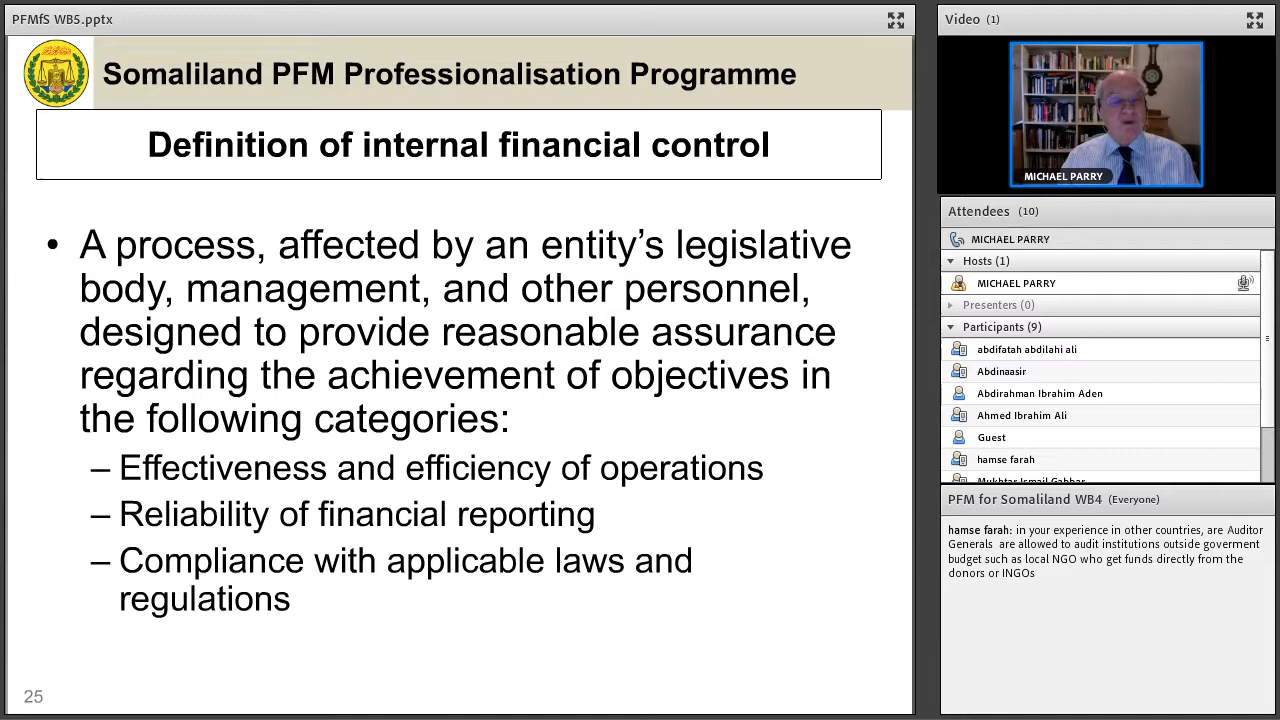 PFMfS WB5.pptx
Somaliland PFM Professionalisation Programme
Definition of internal financial control
• A process, affected by an entity's legislative
body, management, and other personnel,
designed to provide reasonable assurance
regarding the achievement of objectives in
the following categories:
– Effectiveness and efficiency of operations
– Reliability of financial reporting
– Compliance with applicable laws and
regulations
25
Video (1)
MICHAEL PARRY
Attendees (10)
MICHAEL PARRY
Hosts (1)
MICHAEL PARRY
Presenters (0)
Participants (9)
abdifatah abdilahi ali
Abdinaasir
Abdirahman Ibrahim Aden
Ahmed Ibrahim Ali
Guest
hamse farah
Mukhtar Ismail Gabbar
PFM for Somaliland WB4 (Everyone)
hamse farah: in your experience in other countries, are Auditor
Generals are allowed to audit institutions outside goverment
budget such as local NGO who get funds directly from the
donors or INGOs